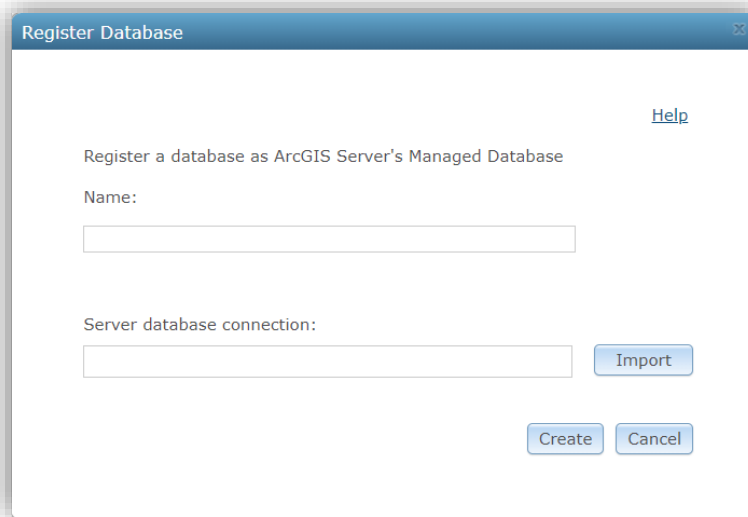 Register Database
Help
Register a database as ArcGIS Server's Managed Database
Name:
Server database connection:
Import
Create Cancel